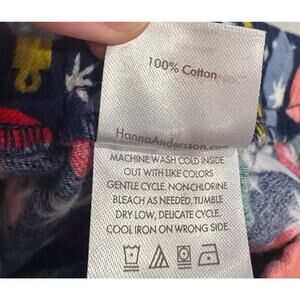 100% Cotton
HannaAndersson.com
MACHINE WASH COLD INSIDE
OUT WITH LIKE COLORS
GENTLE CYCLE. NON-CHLORINE
BLEACH AS NEEDED, TUMBLE
DRY LOW, DELICATE CYCLE.
COOL IRON ON WRONG SIDE.